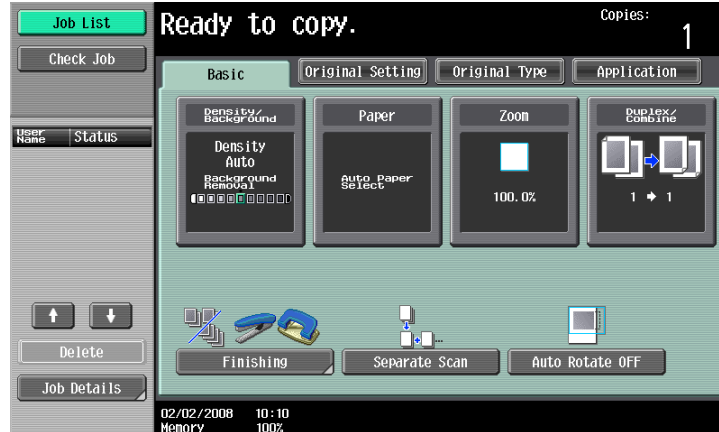 Job List
Ready to copy.
Copies:
1
Check Job
Basic
Original Setting
Original Type
Application
User
Name
Status
Density/
Background
Paper
Zoom
Duplex/
Combine
Density
Auto
Background
Removal
Auto Paper
Select
100.0%
1 → 1
Delete
Job Details
Finishing
Separate Scan
Auto Rotate OFF
02/02/2008 10:10
Memory 100%